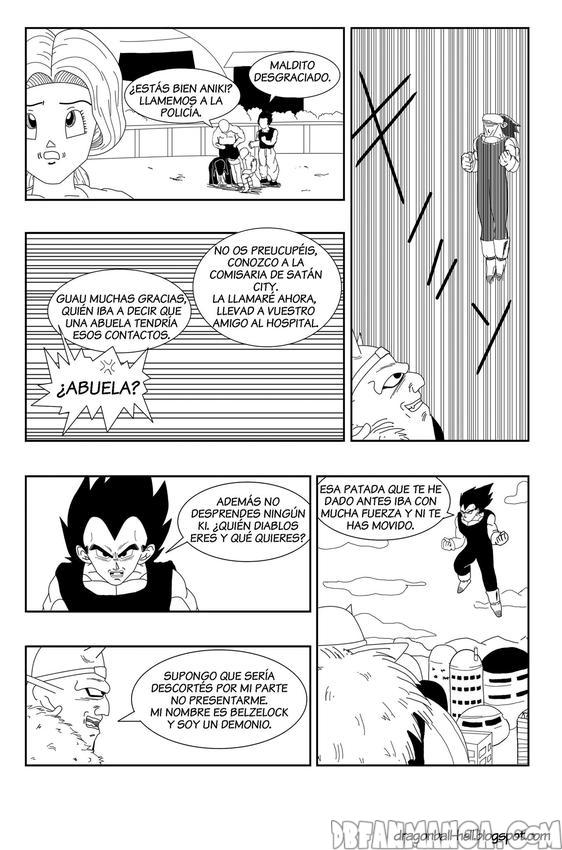 ¿ESTÁS BIEN ANIKI?
LLAMEMOS A LA
POLICÍA.
MALDITO
DESGRACIADO.
NO OS PREUCUPÉIS,
CONOZCO A LA
COMISARIA DE SATÁN
CITY.
LA LLAMARÉ AHORA,
LLEVAD A VUESTRO
AMIGO AL HOSPITAL.
GUAU MUCHAS GRACIAS,
QUIÉN IBA A DECIR QUE
UNA ABUELA TENDRÍA
ESOS CONTACTOS.
¿ABUELA?
ADEMÁS NO
DESPRENDES NINGÚN
KI. ¿QUIÉN DIABLOS
ERES Y QUÉ QUIERES?
ESA PATADA QUE TE HE
DADO ANTES IBA CON
MUCHA FUERZA Y NI TE
HAS MOVIDO.
SUPONGO QUE SERÍA
DESCORTÉS POR MI PARTE
NO PRESENTARME.
MI NOMBRE ES BELZELOCK
Y SOY UN DEMONIO.
DBFANMANGA.COM